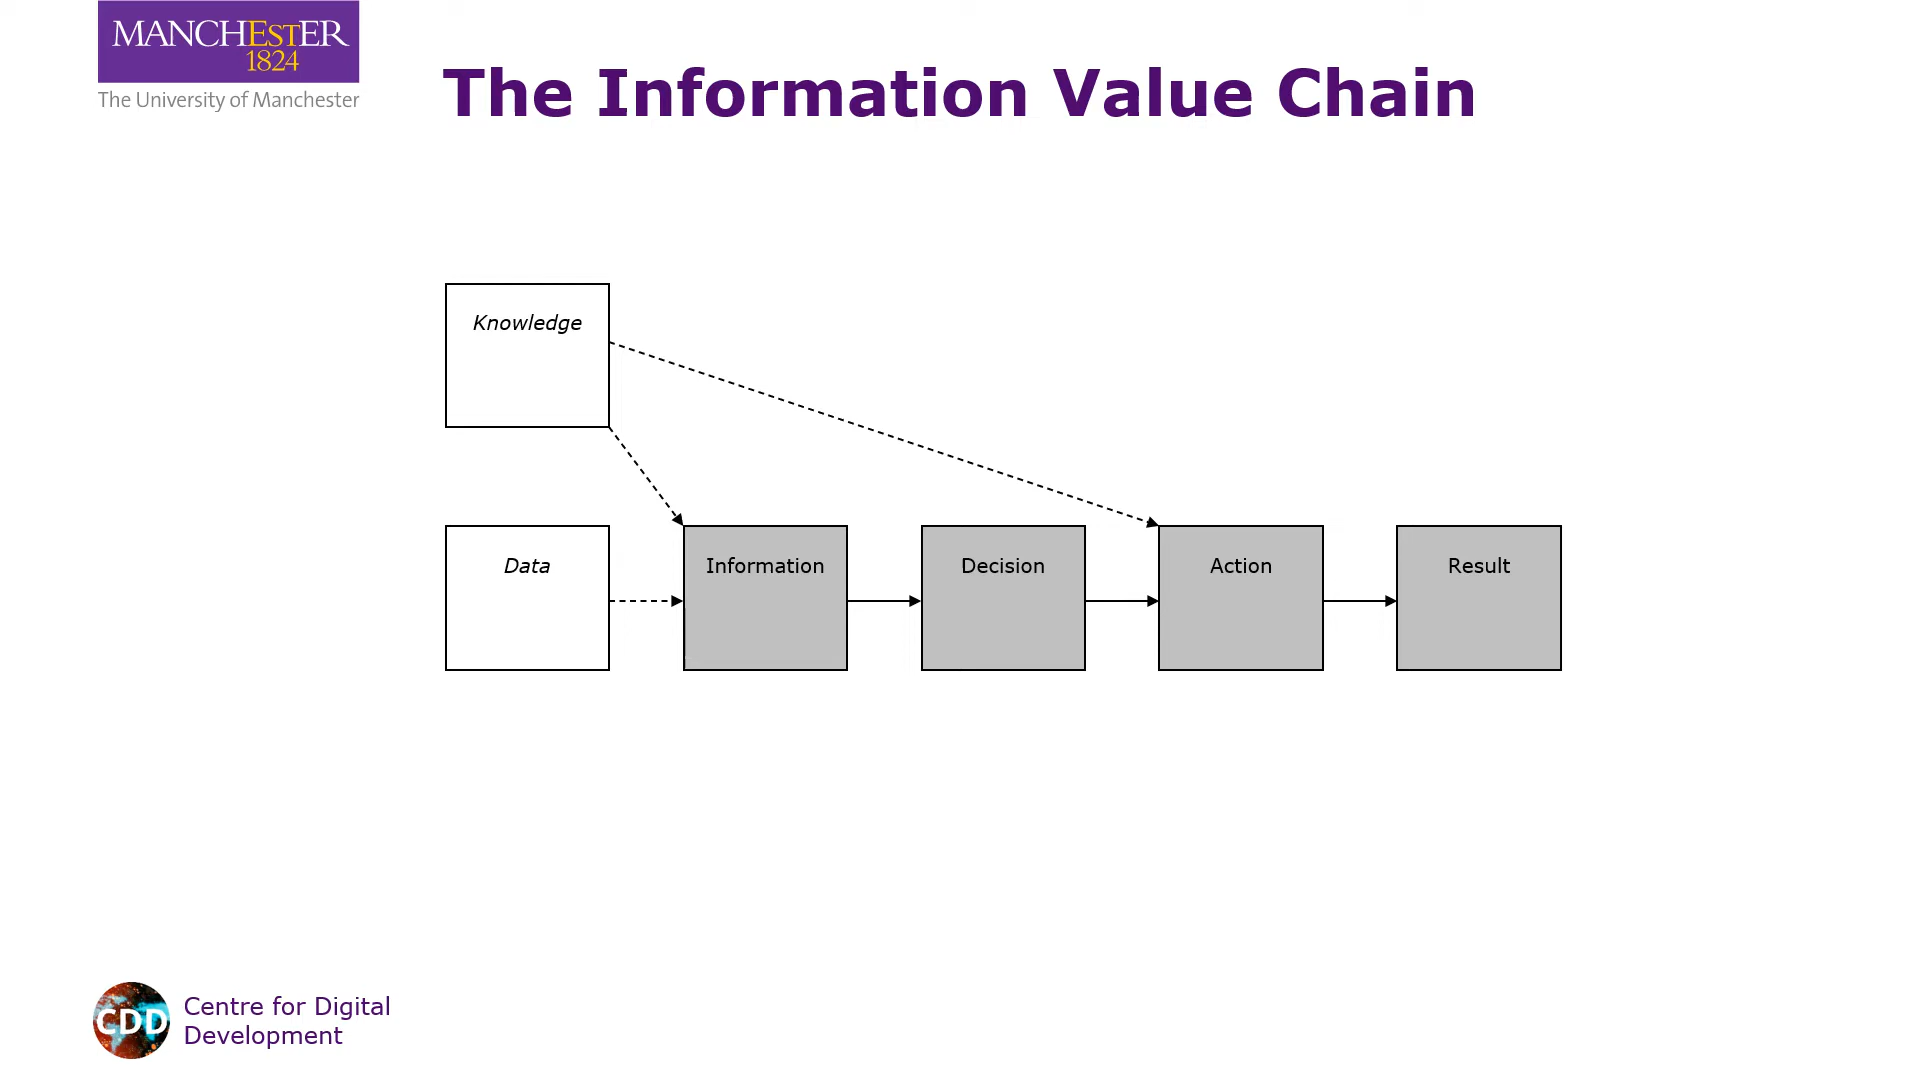 MANCHESTER
1824
The University of Manchester
The Information Value Chain
Knowledge
Data
Information
Decision
Action
Result
CDD
Centre for Digital
Development